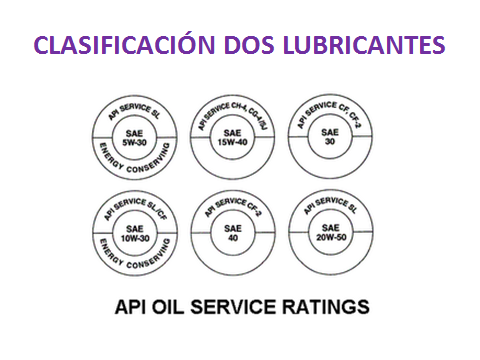 CLASIFICACIÓN DOS LUBRICANTES
API SERVICE SL
SAE
5W-30
ENERGY CONSERVING
API SERVICE CH-4, CG-4/SJ
SAE
15W-40
API SERVICE CF, CF-2
SAE
30
API SERVICE SL/CF
SAE
10W-30
ENERGY CONSERVING
API SERVICE CF-2
SAE
40
API SERVICE SL
SAE
20W-50
API OIL SERVICE RATINGS